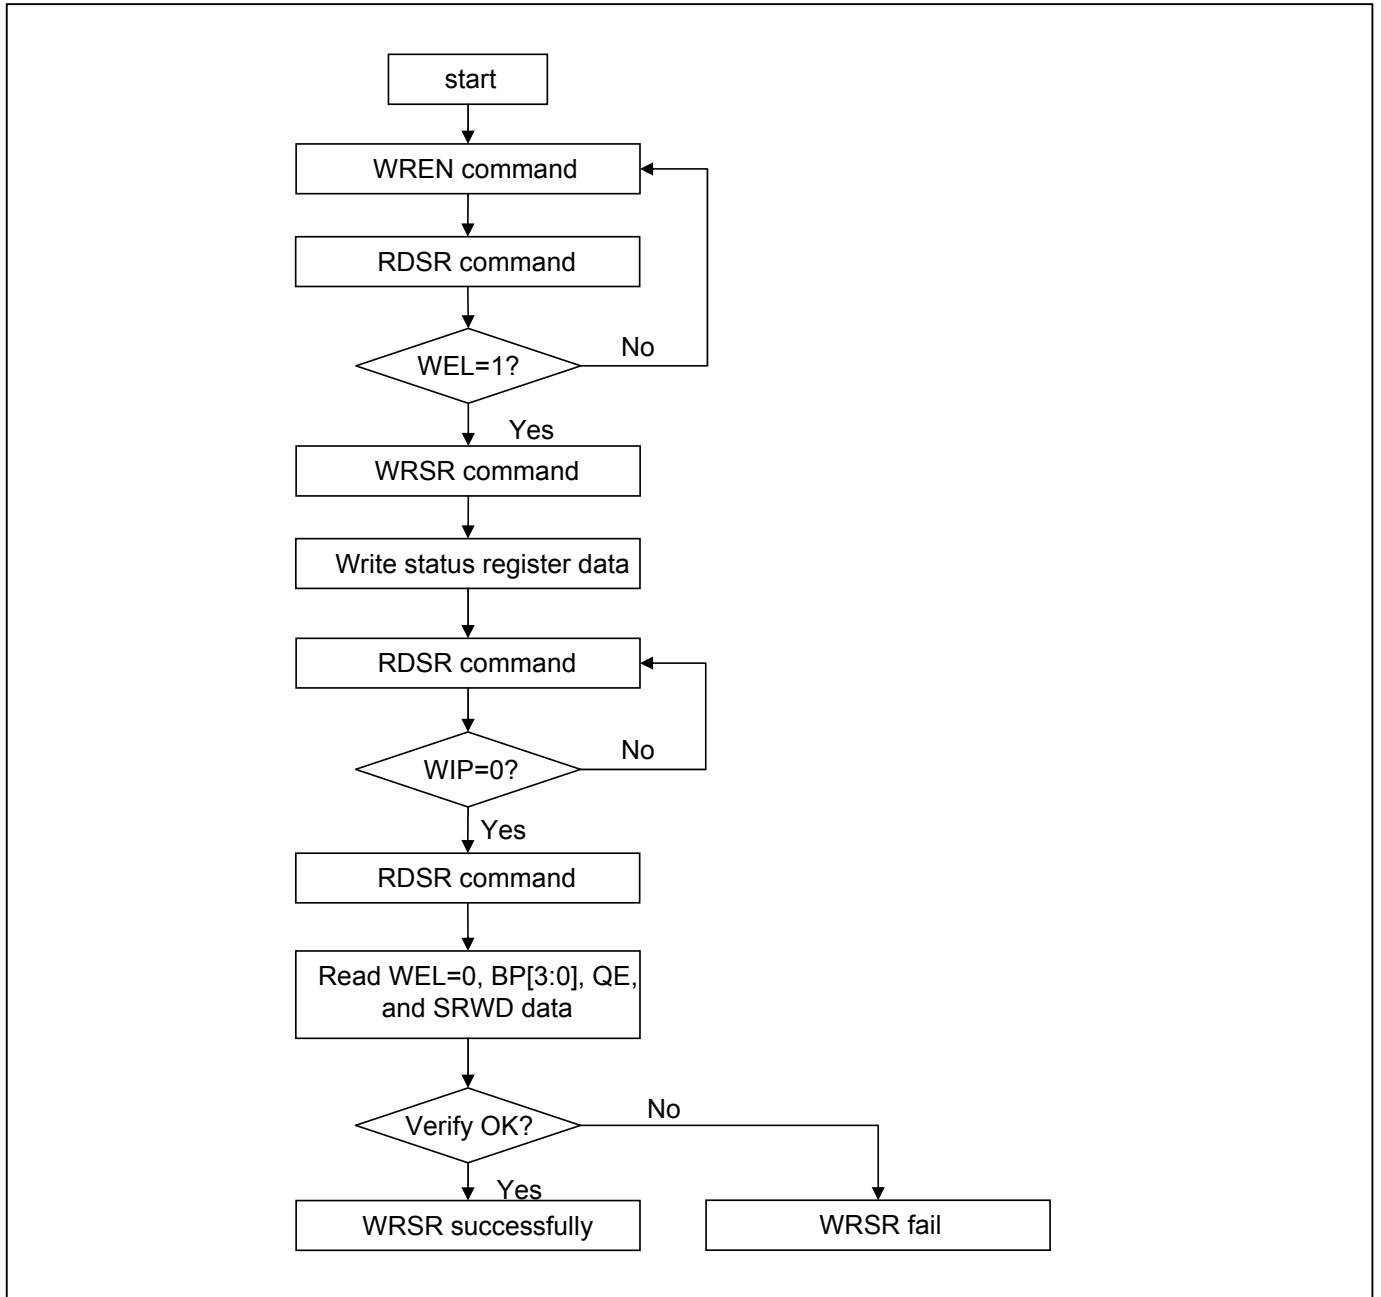 start
WREN command
RDSR command
WEL=1?
No
Yes
WRSR command
Write status register data
RDSR command
WIP=0?
No
Yes
RDSR command
Read WEL=0, BP[3:0], QE,
and SRWD data
Verify OK?
No
Yes
WRSR successfully
WRSR fail